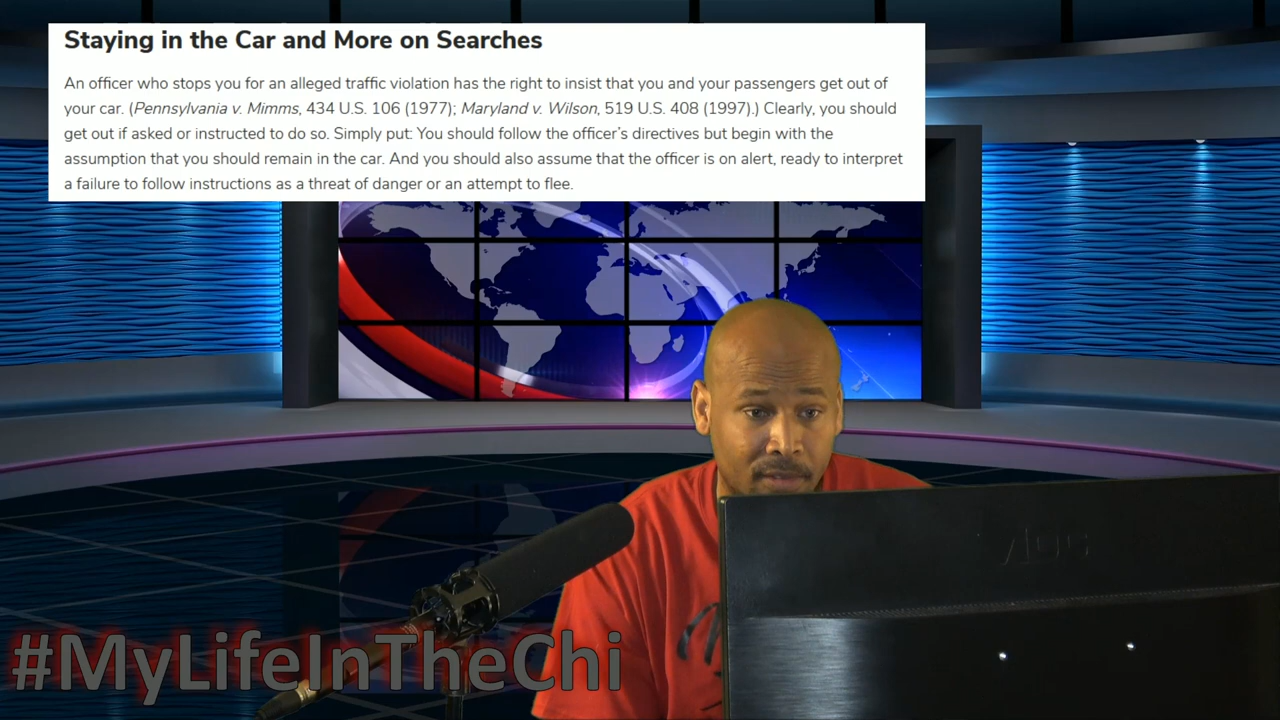 Staying in the Car and More on Searches
An officer who stops you for an alleged traffic violation has the right to insist that you and your passengers get out of
your car. (Pennsylvania v. Mimms, 434 U.S. 106 (1977); Maryland v. Wilson, 519 U.S. 408 (1997).) Clearly, you should
get out if asked or instructed to do so. Simply put: You should follow the officer's directives but begin with the
assumption that you should remain in the car. And you should also assume that the officer is on alert, ready to interpret
a failure to follow instructions as a threat of danger or an attempt to flee.
#MyLifeInTheChi